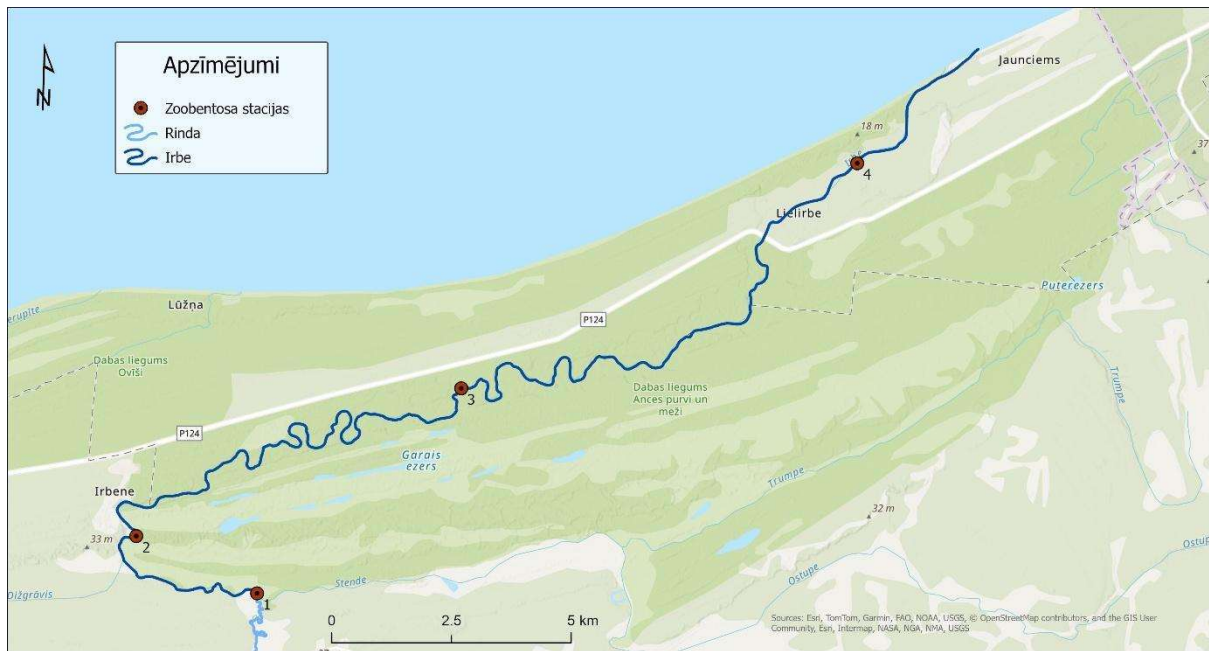 N
Apzīmējumi
Zoobentosa stacijas
Rinda
Irbe
Jaunciems
18 m
37
4
Lielirbe
Puterezers
Lūžņa
P124
Dabas liegums
Ovīši
3
Dabas liegums
Ances purvi un
meži
Trumpe
P124
Garais
ezers
Trumpe
Irbene
32 m
33 m
2
Ostupe
Stende
Ostupe
Dižgrāvis
1
0 2.5 5 km
Sources: Esri, TomTom, Garmin, FAO, NOAA, USGS, © OpenStreetMap contributors, and the GIS User
Community, Esri, Intermap, NASA, NGA, NMA, USGS